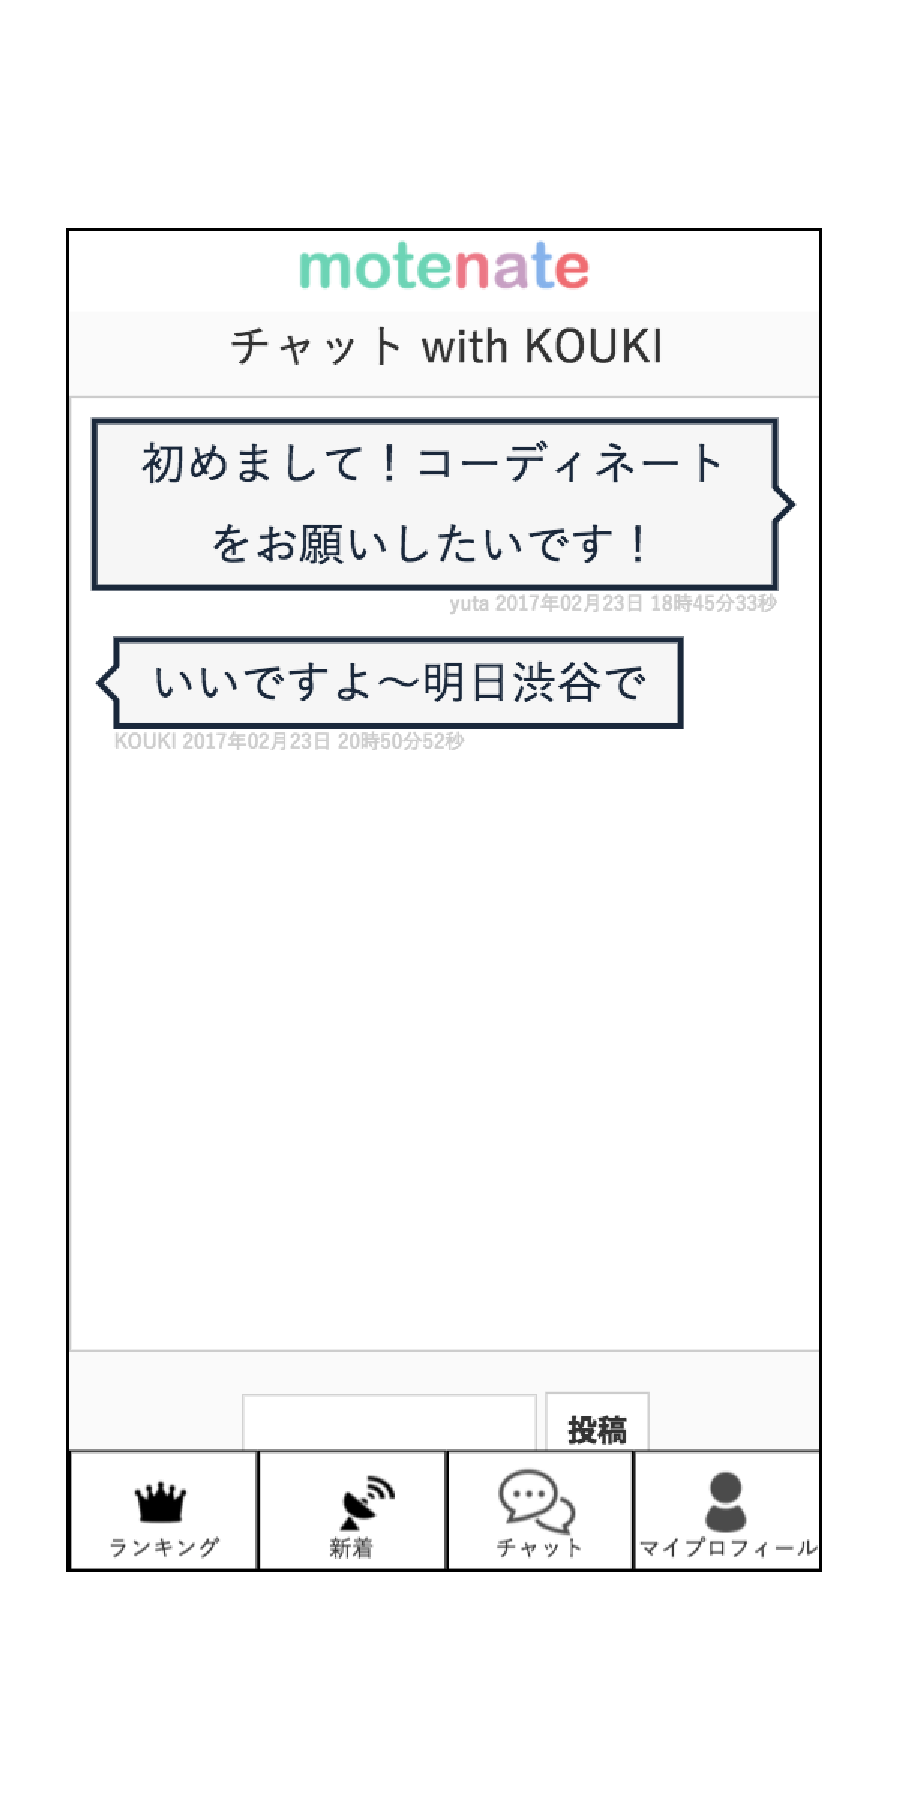 motenate
チャット with KOUKI
初めまして！コーディネート
をお願いしたいです！
yuta 2017年02月23日 18時45分33秒
いいですよ～明日渋谷で
KOUKI 2017年02月23日 20時50分52秒
投稿
ランキング
新着
チャット
マイプロフィール